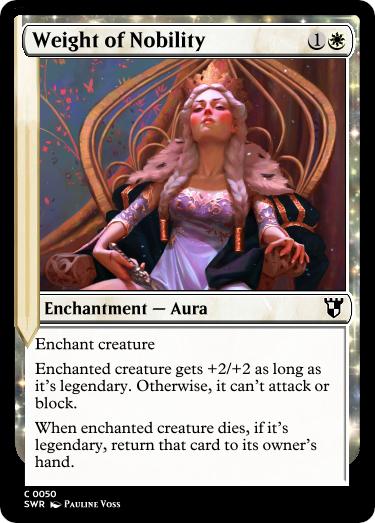 Weight of Nobility 1
Enchantment — Aura
Enchant creature
Enchanted creature gets +2/+2 as long as
it's legendary. Otherwise, it can't attack or
block.
When enchanted creature dies, if it's
legendary, return that card to its owner's
hand.
C 0050
SWR Pauline Voss